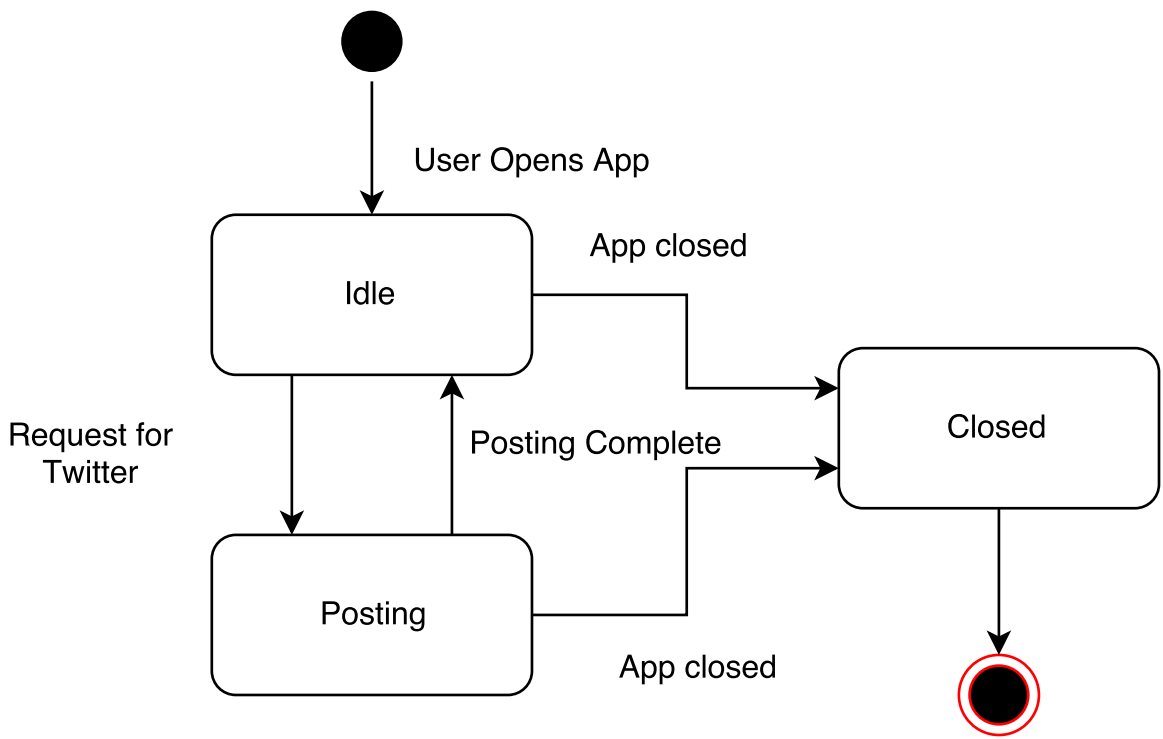 User Opens App
App closed
Idle
Closed
Request for
Twitter
Posting Complete
Posting
App closed